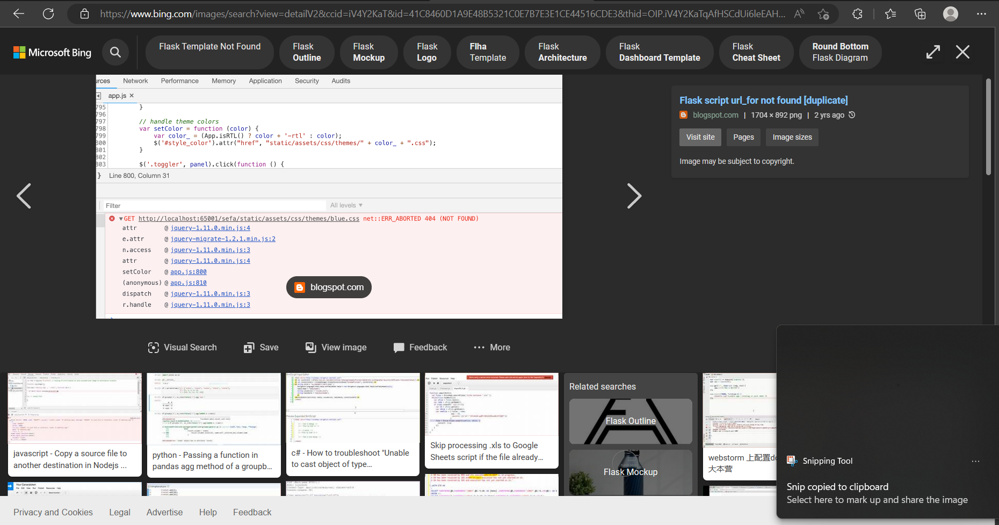 https://www.bing.com/images/search?view=detailV2&ccid=iV4Y2KaT&id=41C8460D1A9E48B5321C0E7B7E3E1CE44516CDE3&thid=OIP.iV4Y2KaTqAfHSCdUi6leEAH...
Microsoft Bing
Flask Template Not Found
Flask
Outline
Flask
Mockup
Flask
Logo
Flha
Template
Flask
Architecture
Flask
Dashboard Template
Flask
Cheat Sheet
Round Bottom
Flask Diagram
urces Network Performance Memory Application Security Audits
app.js ×
795 }
796
797 // handle theme colors
798 var setColor = function (color) {
799 var color_ = (App.isRTL() ? color + '-rtl' : color);
800 $('#style_color').attr("href", "static/assets/css/themes/" + color_ + ".css");
801 }
802
803 $('.toggler', panel).click(function () {
{} Line 800, Column 31
Filter All levels ▼
▼GET http://localhost:65001/sefa/static/assets/css/themes/blue.css net::ERR_ABORTED 404 (NOT FOUND)
attr @ jquery-1.11.0.min.js:4
e.attr @ jquery-migrate-1.2.1.min.js:2
n.access @ jquery-1.11.0.min.js:3
attr @ jquery-1.11.0.min.js:4
setColor @ app.js:800
(anonymous) @ app.js:810
dispatch @ jquery-1.11.0.min.js:3
r.handle @ jquery-1.11.0.min.js:3
blogspot.com
Flask script url_for not found [duplicate]
blogspot.com | 1704 × 892 png | 2 yrs ago
Visit site Pages Image sizes
Image may be subject to copyright.
Visual Search Save View image Feedback ... More
javascript - Copy a source file to
another destination in Nodejs ...
python - Passing a function in
pandas agg method of a groupb...
c# - How to troubleshoot "Unable
to cast object of type...
Skip processing .xls to Google
Sheets script if the file already...
Related searches
Flask Outline
Flask Mockup
webstorm 上配置do
大本营
Snipping Tool
Snip copied to clipboard
Select here to mark up and share the image
Privacy and Cookies Legal Advertise Help Feedback